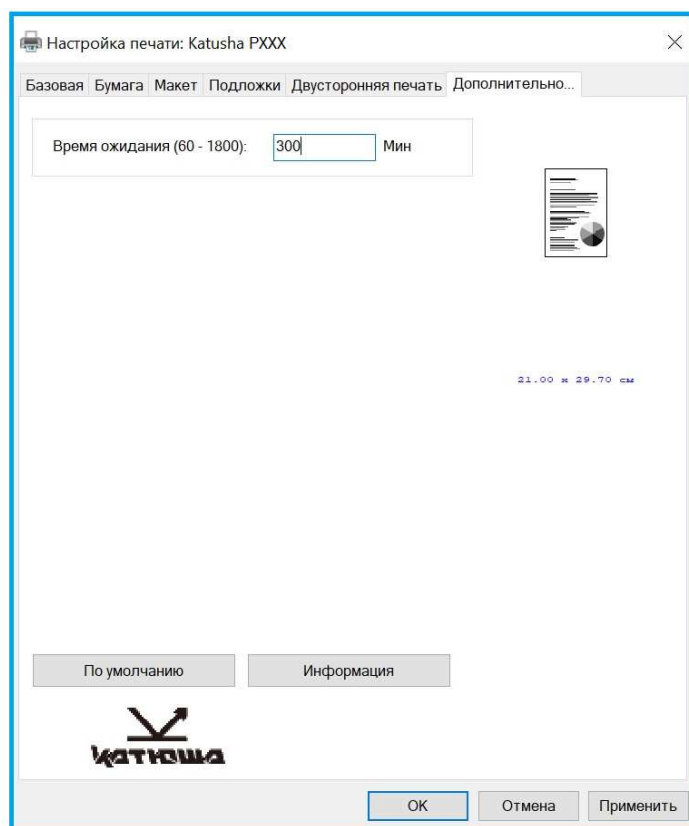 Настройка печати: Katusha PXXX
Базовая Бумага Макет Подложки Двусторонняя печать Дополнительно...
Время ожидания (60 - 1800): 300 Мин
21.00 x 29.70 см
По умолчанию Информация
катюша
OK Отмена Применить